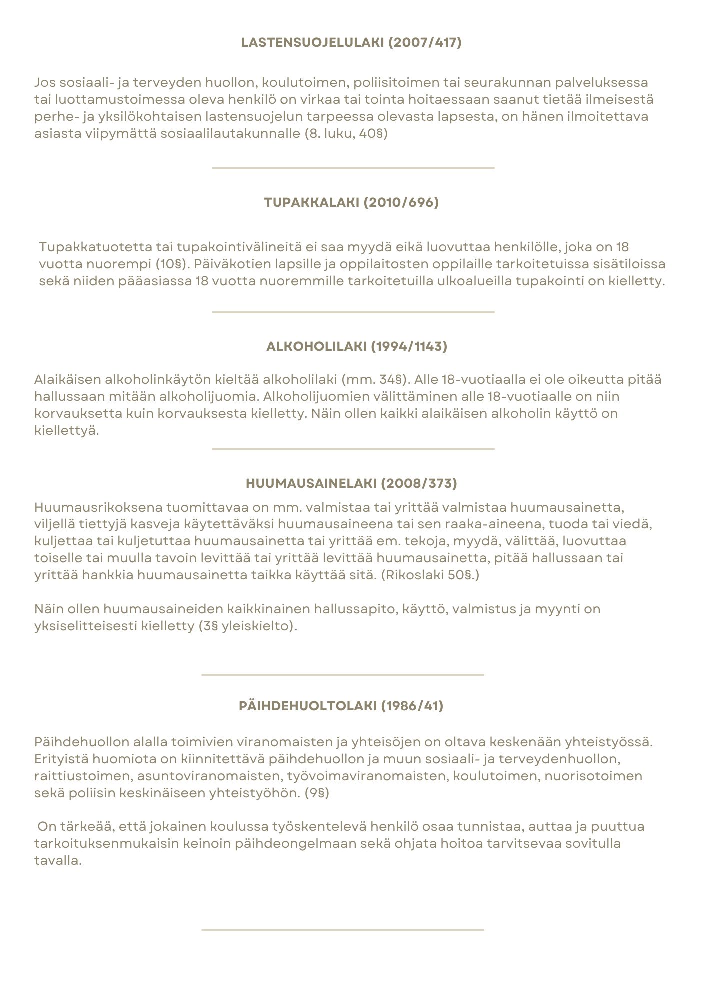 LASTENSUOJELULAKI (2007/417)
Jos sosiaali- ja terveyden huollon, koulutoimen, poliisitoimen tai seurakunnan palveluksessa
tai luottamustoimessa oleva henkilö on virkaa tai tointa hoitaessaan saanut tietää ilmeisestä
perhe- ja yksilökohtaisen lastensuojelun tarpeessa olevasta lapsesta, on hänen ilmoitettava
asiasta viipymättä sosiaalilautakunnalle (8. luku, 40§)
TUPAKKALAKI (2010/696)
Tupakkatuotetta tai tupakointivälineitä ei saa myydä eikä luovuttaa henkilölle, joka on 18
vuotta nuorempi (10§). Päiväkotien lapsille ja oppilaitosten oppilaille tarkoitetuissa sisätiloissa
sekä niiden pääasiassa 18 vuotta nuoremmille tarkoitetuilla ulkoalueilla tupakointi on kielletty.
ALKOHOLILAKI (1994/1143)
Alaikäisen alkoholinkäytön kieltää alkoholilaki (mm. 34§). Alle 18-vuotiaalla ei ole oikeutta pitää
hallussaan mitään alkoholijuomia. Alkoholijuomien välittäminen alle 18-vuotiaalle on niin
korvauksetta kuin korvauksesta kielletty. Näin ollen kaikki alaikäisen alkoholin käyttö on
kiellettyä.
HUUMAUSAINELAKI (2008/373)
Huumausrikoksena tuomittavaa on mm. valmistaa tai yrittää valmistaa huumausainetta,
viljellä tiettyjä kasveja käytettäväksi huumausaineena tai sen raaka-aineena, tuoda tai viedä,
kuljettaa tai kuljetuttaa huumausainetta tai yrittää em. tekoja, myydä, välittää, luovuttaa
toiselle tai muulla tavoin levittää tai yrittää levittää huumausainetta, pitää hallussaan tai
yrittää hankkia huumausainetta taikka käyttää sitä. (Rikoslaki 50§.)
Näin ollen huumausaineiden kaikkinainen hallussapito, käyttö, valmistus ja myynti on
yksiselitteisesti kielletty (3§ yleiskielto).
PÄIHDEHUOLTOLAKI (1986/41)
Päihdehuollon alalla toimivien viranomaisten ja yhteisöjen on oltava keskenään yhteistyössä.
Erityistä huomiota on kiinnitettävä päihdehuollon ja muun sosiaali- ja terveydenhuollon,
raittiustoimen, asuntoviranomaisten, työvoimaviranomaisten, koulutoimen, nuorisotoimen
sekä poliisin keskinäiseen yhteistyöhön. (9§)
On tärkeää, että jokainen koulussa työskentelevä henkilö osaa tunnistaa, auttaa ja puuttua
tarkoituksenmukaisin keinoin päihdeongelmaan sekä ohjata hoitoa tarvitsevaa sovitulla
tavalla.